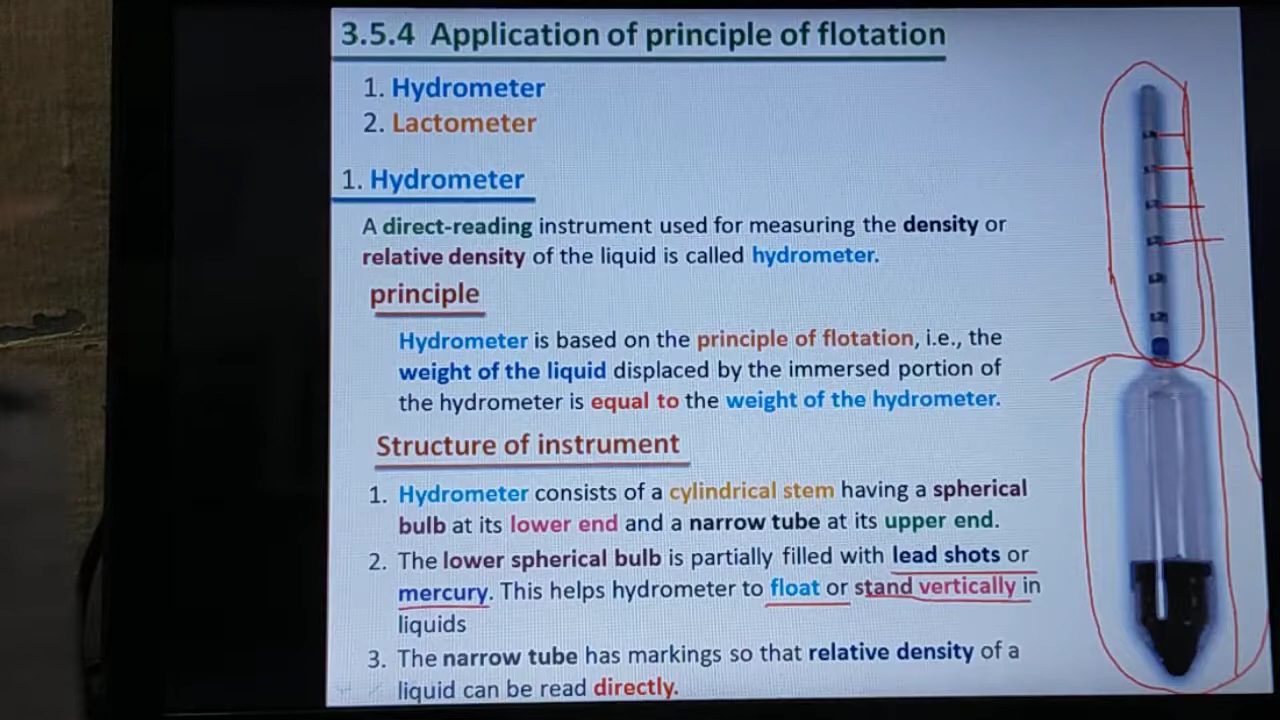 3.5.4 Application of principle of flotation
1. Hydrometer
2. Lactometer
1. Hydrometer
A direct-reading instrument used for measuring the density or
relative density of the liquid is called hydrometer.
principle
Hydrometer is based on the principle of flotation, i.e., the
weight of the liquid displaced by the immersed portion of
the hydrometer is equal to the weight of the hydrometer.
Structure of instrument
1. Hydrometer consists of a cylindrical stem having a spherical
bulb at its lower end and a narrow tube at its upper end.
2. The lower spherical bulb is partially filled with lead shots or
mercury. This helps hydrometer to float or stand vertically in
liquids
3. The narrow tube has markings so that relative density of a
liquid can be read directly.